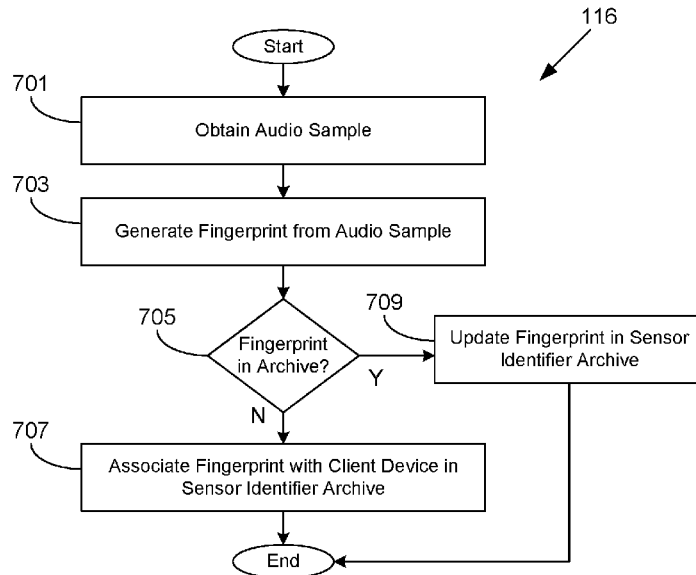 116
Start
701
Obtain Audio Sample
703
Generate Fingerprint from Audio Sample
705
Fingerprint
in Archive?
Y
N
709
Update Fingerprint in Sensor
Identifier Archive
707
Associate Fingerprint with Client Device in
Sensor Identifier Archive
End